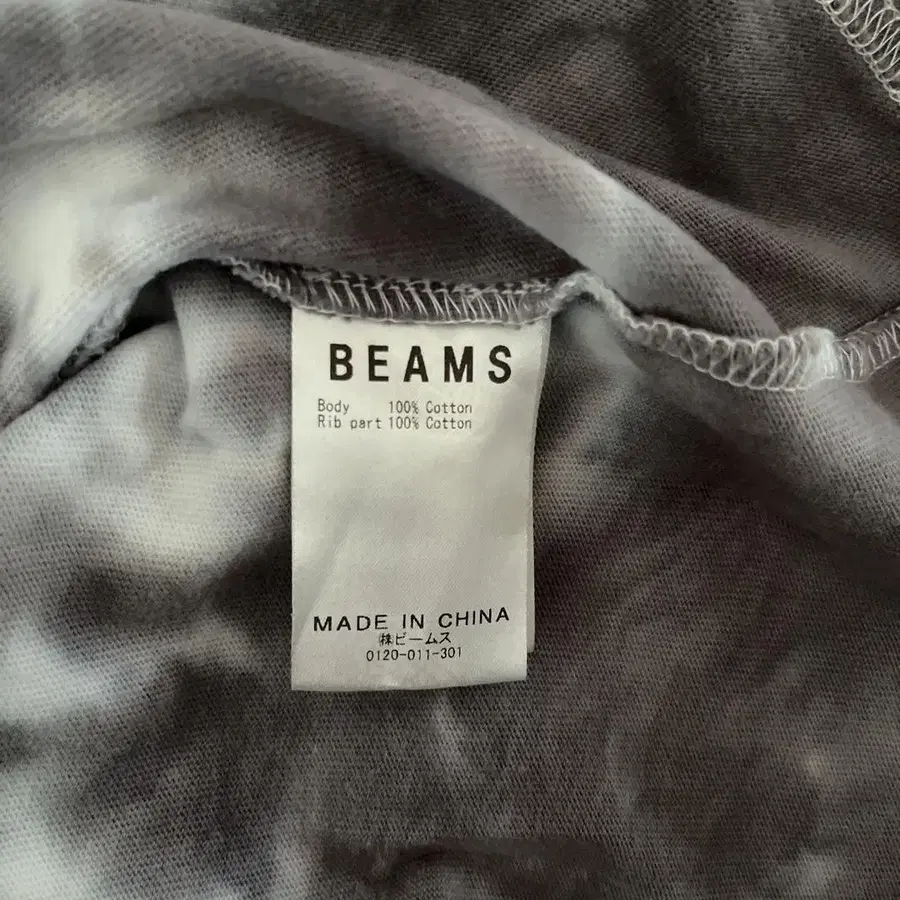 BEAMS
Body 100% Cotton
Rib part 100% Cotton
MADE IN CHINA
㈱ビームス
0120-011-301